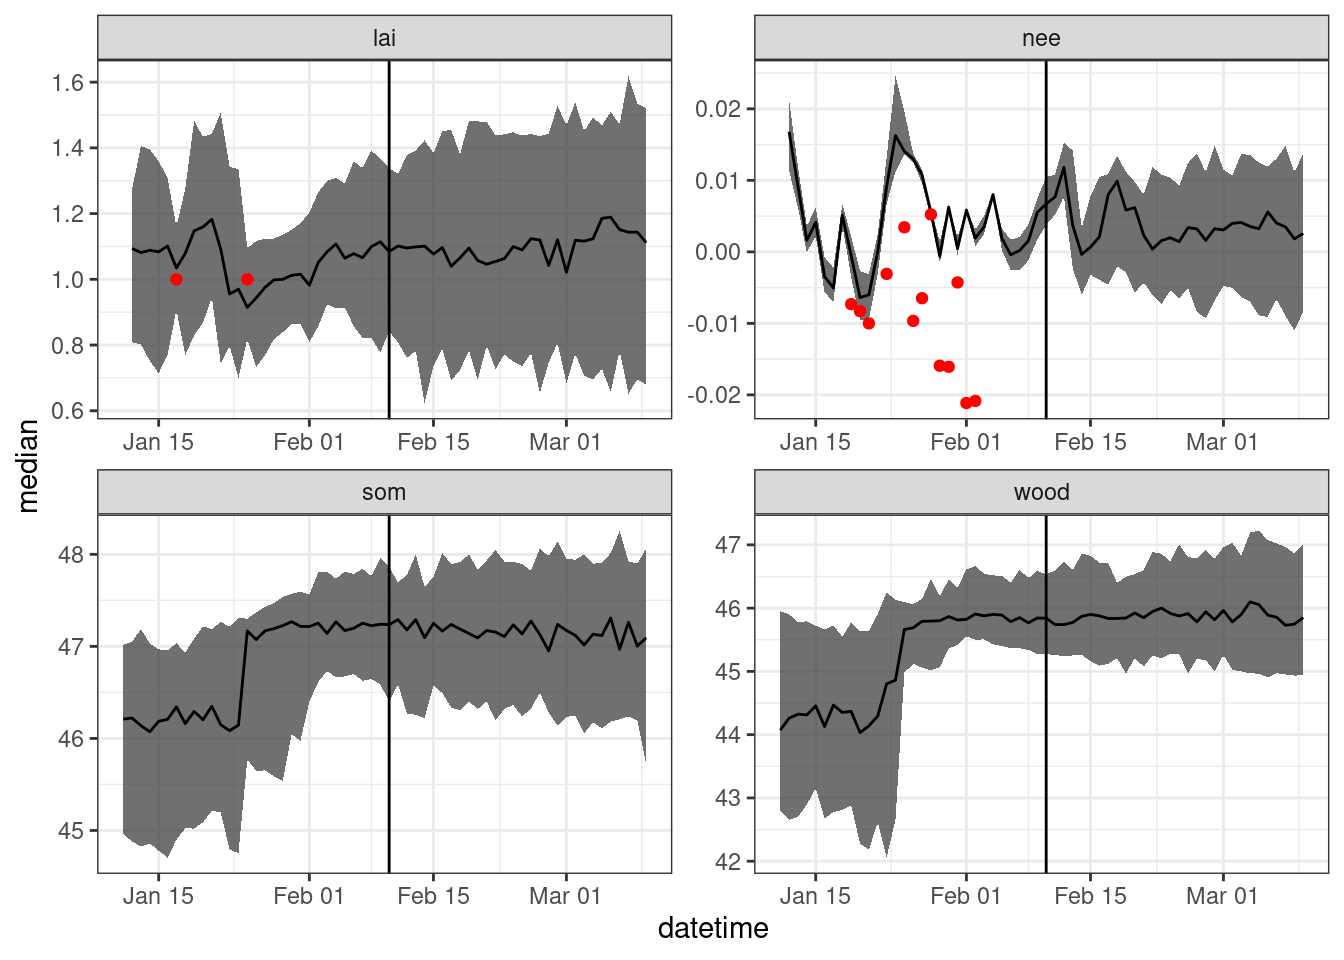 lai
nee
1.6
1.4
1.2
1.0
0.8
0.6
0.02
0.01
0.00
-0.01
-0.02
Jan 15
Feb 01
Feb 15
Mar 01
Jan 15
Feb 01
Feb 15
Mar 01
median
som
wood
48
47
46
45
47
46
45
44
43
42
Jan 15
Feb 01
Feb 15
Mar 01
Jan 15
Feb 01
Feb 15
Mar 01
datetime